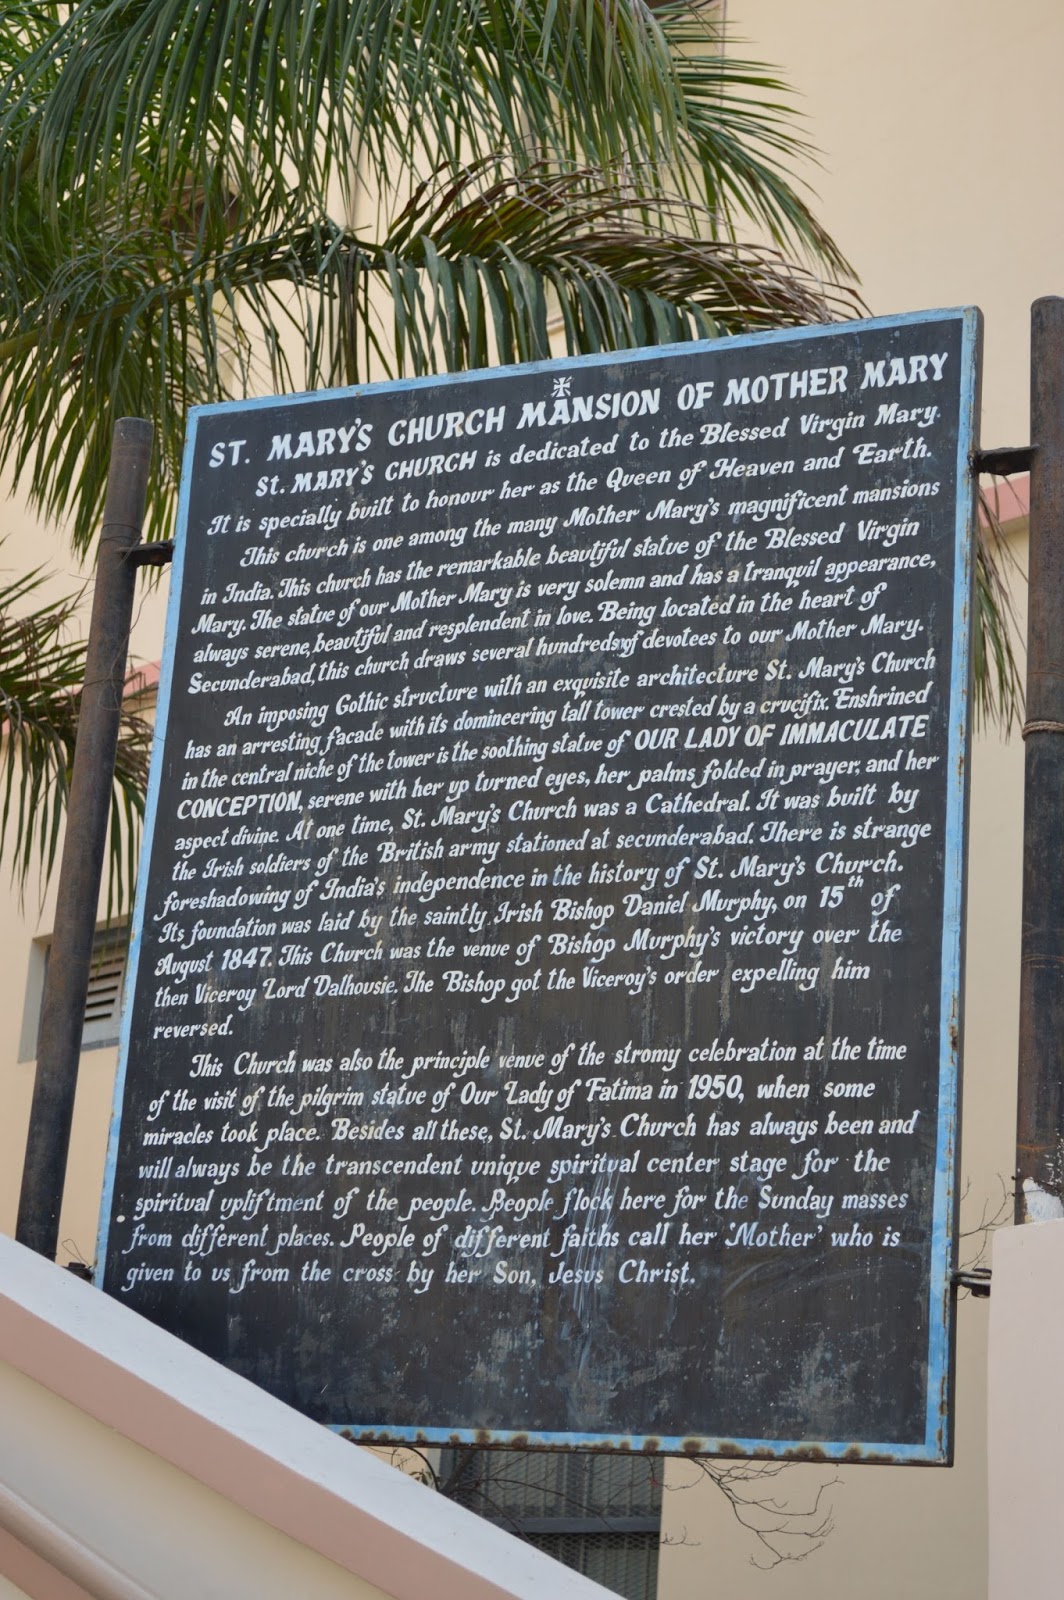 ST. MARY'S CHURCH MANSION OF MOTHER MARY
St. MARY'S CHURCH is dedicated to the Blessed Virgin Mary.
It is specially built to honour her as the Queen of Heaven and Earth.
This church is one among the many Mother Mary's magnificent mansions
in India. This church has the remarkable beautiful statue of the Blessed Virgin
Mary. The statue of our Mother Mary is very solemn and has a tranquil appearance,
always serene, beautiful and resplendent in love. Being located in the heart of
Secunderabad, this church draws several hundreds of devotees to our Mother Mary.
An imposing Gothic structure with an exquisite architecture St. Mary's Church
has an arresting facade with its domineering tall tower crested by a crucifix. Enshrined
in the central niche of the tower is the soothing statue of OUR LADY OF IMMACULATE
CONCEPTION, serene with her up turned eyes, her palms folded in prayer, and her
aspect divine. At one time, St. Mary's Church was a Cathedral. It was built by
the Irish soldiers of the British army stationed at secunderabad. There is strange
foreshadowing of India's independence in the history of St. Mary's Church.
Its foundation was laid by the saintly Irish Bishop Daniel Murphy, on 15th of
August 1847. This Church was the venue of Bishop Murphy's victory over the
then Viceroy Lord Dalhousie. The Bishop got the Viceroy's order expelling him
reversed.
This Church was also the principle venue of the stromy celebration at the time
of the visit of the pilgrim statue of Our Lady of Fatima in 1950, when some
miracles took place. Besides all these, St. Mary's Church has always been and
will always be the transcendent unique spiritual center stage for the
spiritual upliftment of the people. People flock here for the Sunday masses
from different places. People of different faiths call her 'Mother' who is
given to us from the cross by her Son, Jesus Christ.